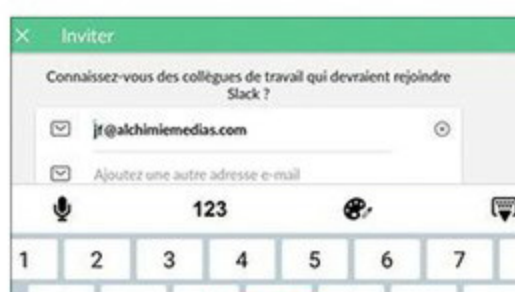 Inviter
Connaissez-vous des collègues de travail qui devraient rejoindre
Slack ?
jf@alchimiemedias.com
Ajoutez une autre adresse e-mail
123
1 2 3 4 5 6 7